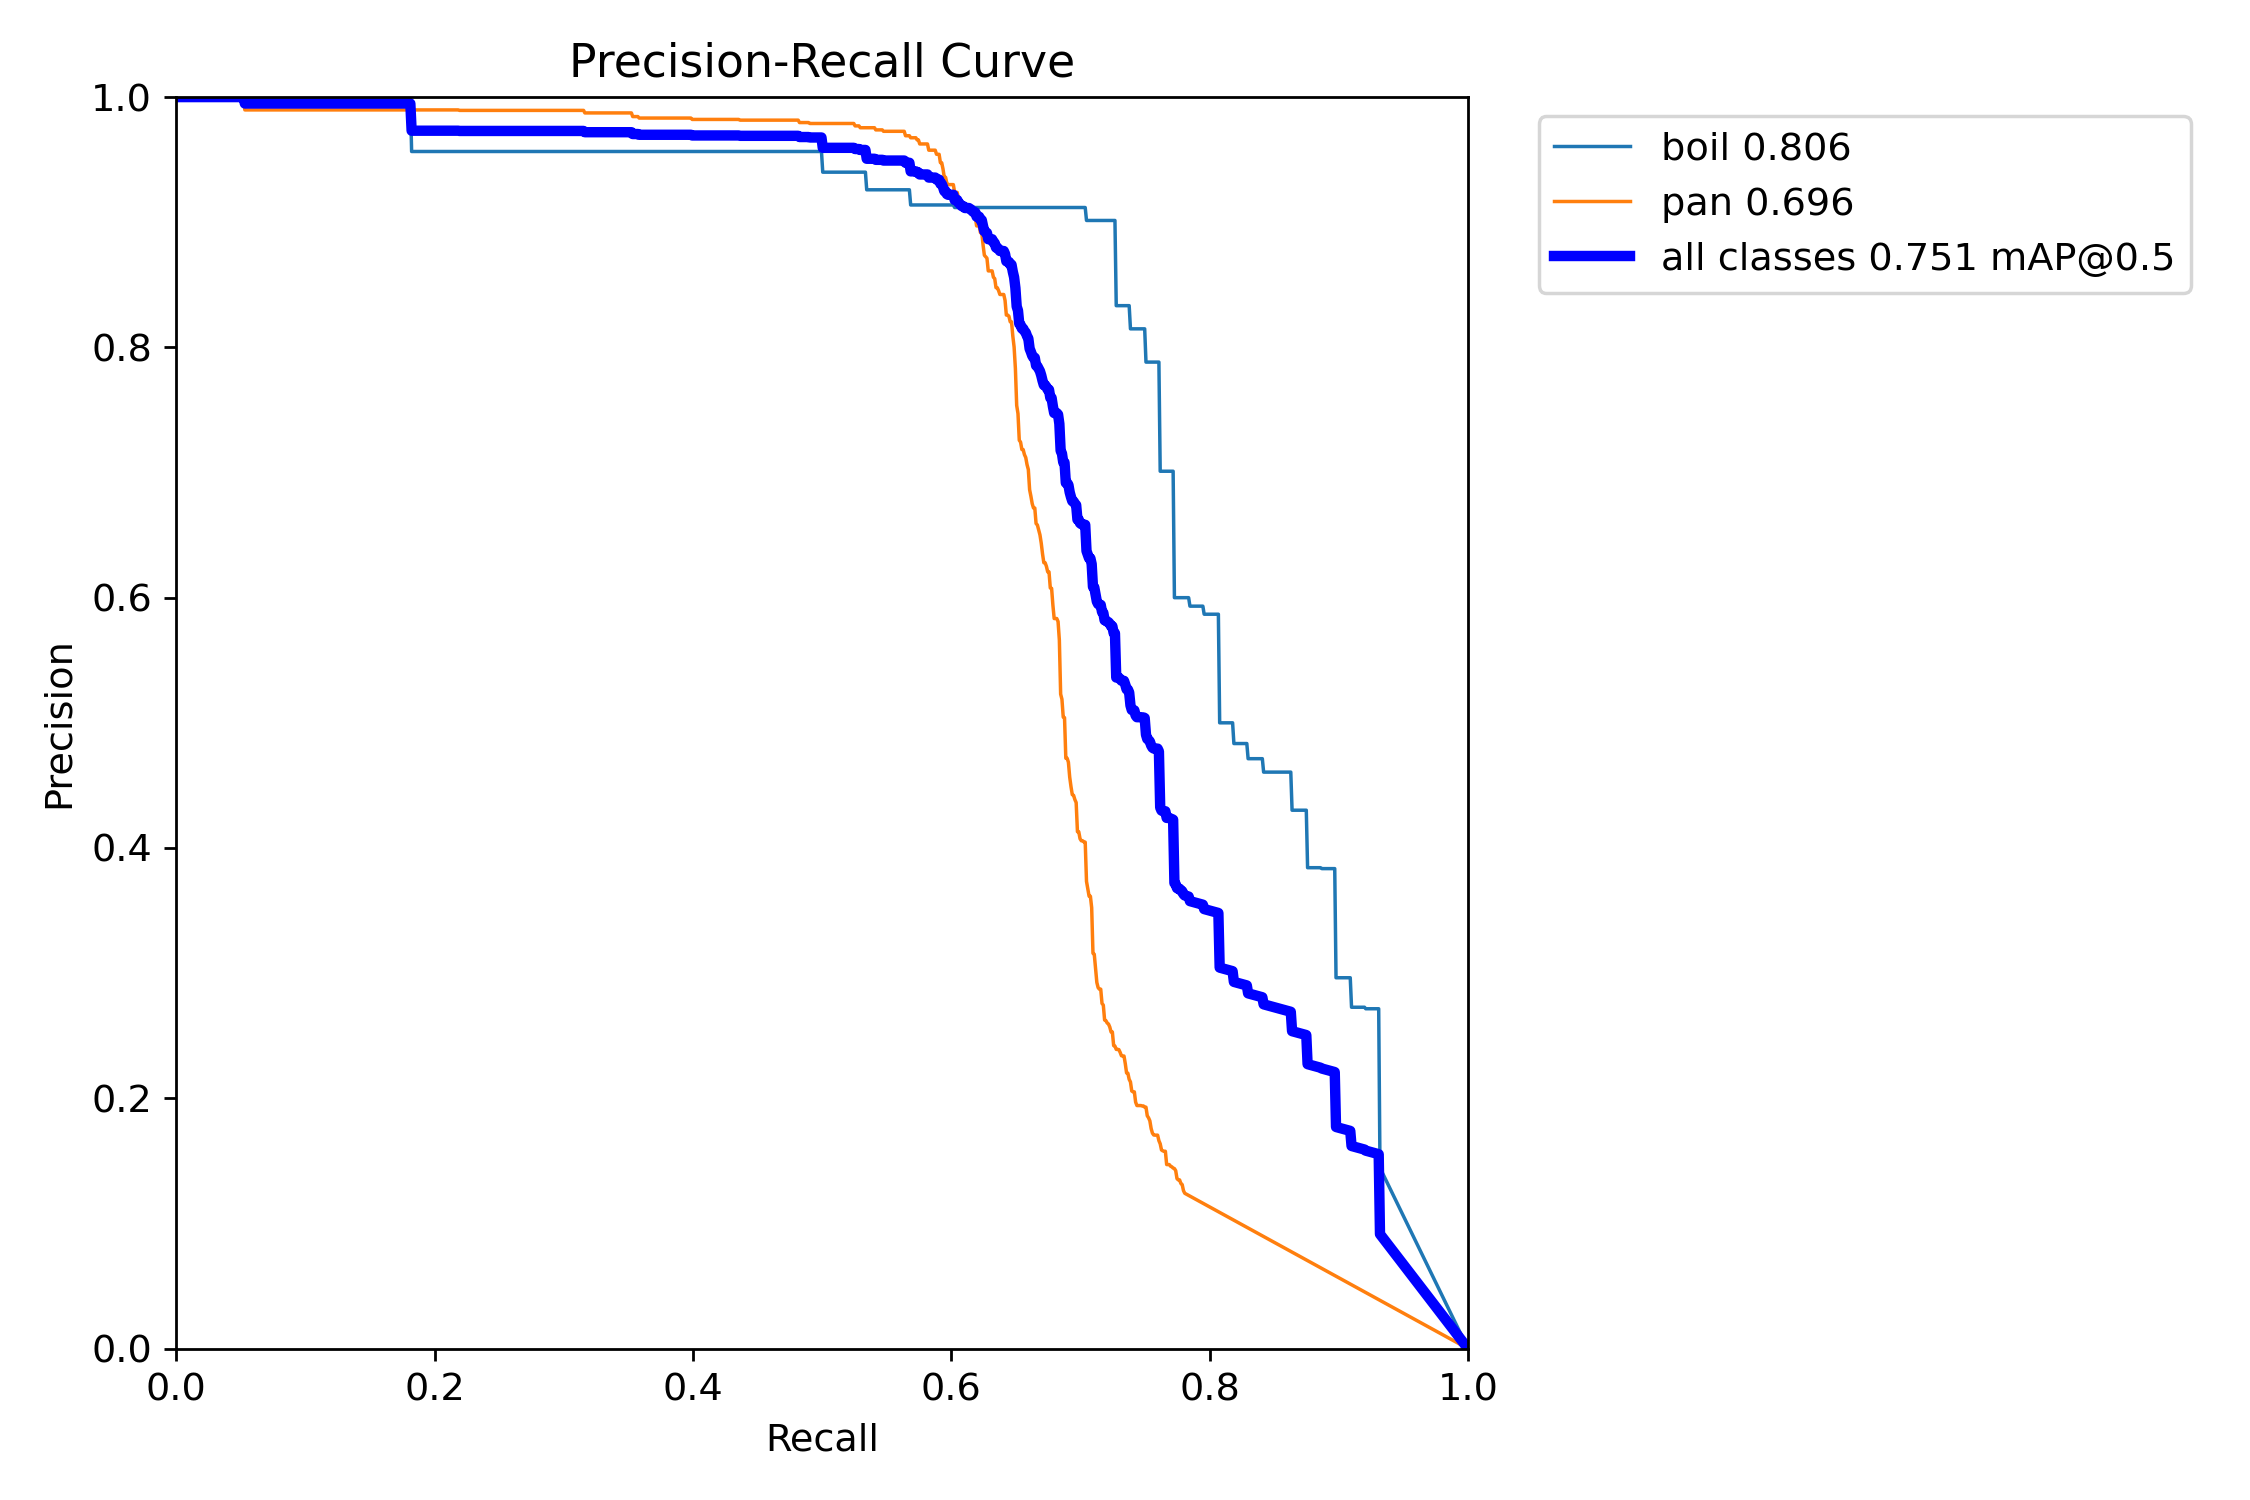 Precision-Recall Curve
1.0
0.8
0.6
0.4
0.2
0.0
Precision
0.0 0.2 0.4 0.6 0.8 1.0
Recall
boil 0.806
pan 0.696
all classes 0.751 mAP@0.5